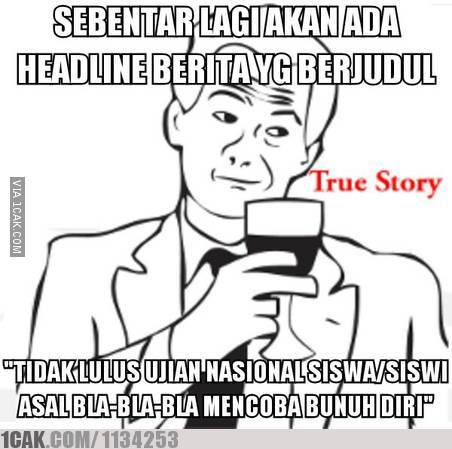 SEBENTAR LAGI AKAN ADA
HEADLINE BERITA YG BERJUDUL
True Story
VIA 1CAK.COM
"TIDAK LULUS UJIAN NASIONAL SISWA/SISWI
ASAL BLA-BLA-BLA MENCOBA BUNUH DIRI"
1CAK.COM/1134253